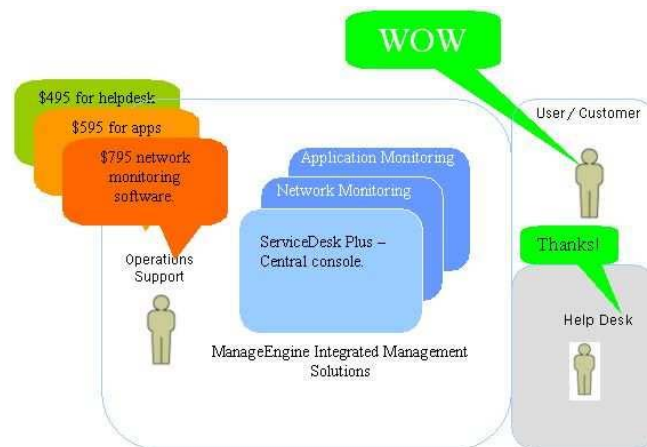 WOW
$495 for helpdesk
$595 for apps
$795 network
monitoring
software.
User / Customer
Application Monitoring
Network Monitoring
ServiceDesk Plus –
Central console.
Operations
Support
Thanks!
Help Desk
ManageEngine Integrated Management
Solutions